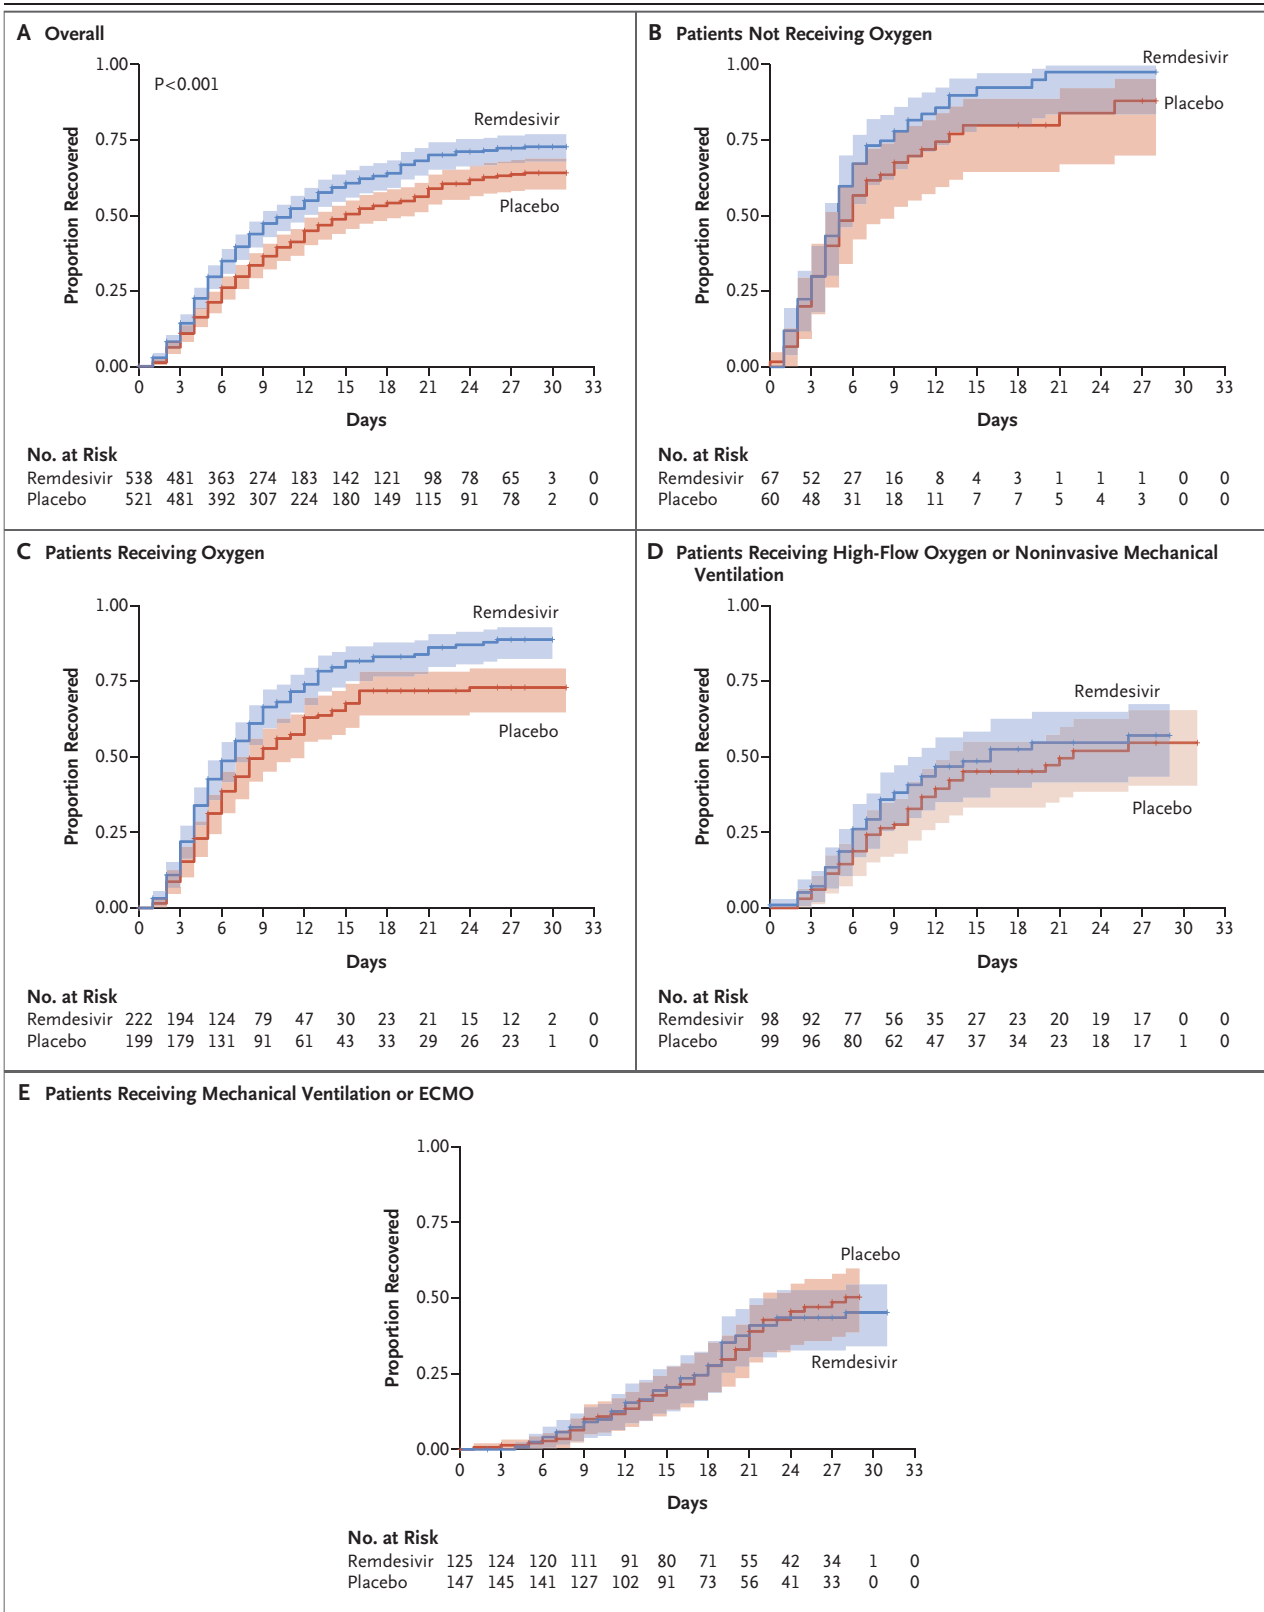 A Overall
P<0.001
1.00
0.75
0.50
0.25
0.00
Proportion Recovered
Remdesivir
Placebo
0 3 6 9 12 15 18 21 24 27 30 33
Days
No. at Risk
Remdesivir 538 481 363 274 183 142 121 98 78 65 3 0
Placebo 521 481 392 307 224 180 149 115 91 78 2 0
B Patients Not Receiving Oxygen
1.00
0.75
0.50
0.25
0.00
Proportion Recovered
Remdesivir
Placebo
0 3 6 9 12 15 18 21 24 27 30 33
Days
No. at Risk
Remdesivir 67 52 27 16 8 4 3 1 1 1 0 0
Placebo 60 48 31 18 11 7 7 5 4 3 0 0
C Patients Receiving Oxygen
1.00
0.75
0.50
0.25
0.00
Proportion Recovered
Remdesivir
Placebo
0 3 6 9 12 15 18 21 24 27 30 33
Days
No. at Risk
Remdesivir 222 194 124 79 47 30 23 21 15 12 2 0
Placebo 199 179 131 91 61 43 33 29 26 23 1 0
D Patients Receiving High-Flow Oxygen or Noninvasive Mechanical
Ventilation
1.00
0.75
0.50
0.25
0.00
Proportion Recovered
Remdesivir
Placebo
0 3 6 9 12 15 18 21 24 27 30 33
Days
No. at Risk
Remdesivir 98 92 77 56 35 27 23 20 19 17 0 0
Placebo 99 96 80 62 47 37 34 23 18 17 1 0
E Patients Receiving Mechanical Ventilation or ECMO
1.00
0.75
0.50
0.25
0.00
Proportion Recovered
Placebo
Remdesivir
0 3 6 9 12 15 18 21 24 27 30 33
Days
No. at Risk
Remdesivir 125 124 120 111 91 80 71 55 42 34 1 0
Placebo 147 145 141 127 102 91 73 56 41 33 0 0